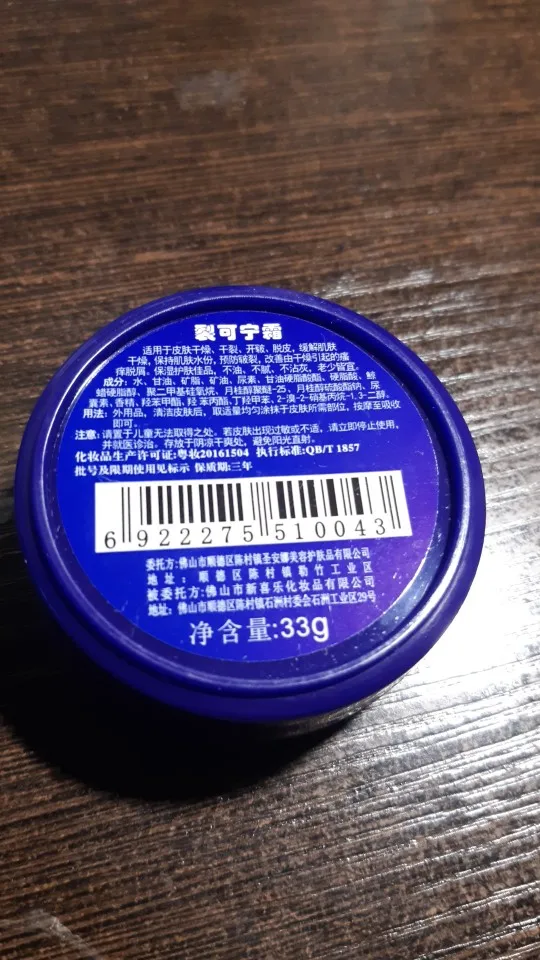 裂可宁霜
适用于皮肤干燥、干裂、开皲、脱皮、缓解肌肤
干燥,保持肌肤水份,预防皲裂,改善由干燥引起的瘙
痒脱屑。保湿护肤佳品,不油、不腻、不沾灰,老少皆宜。
成分:水、甘油、矿脂、矿油、尿素、甘油硬脂酸酯、硬脂酸、鲸
蜡硬脂醇、聚二甲基硅氧烷、月桂醇聚醚-25、月桂醇硫酸酯钠、尿
囊素、香精、羟苯甲酯、羟苯丙酯、丁羟甲苯、2-溴-2-硝基丙烷-1,3-二醇。
用法:外用品,清洁皮肤后,取适量均匀涂抹于皮肤所需部位,按摩至吸收
即可。
注意:请置于儿童无法取得之处。若皮肤出现过敏或不适,请立即停止使用,
并就医诊治。存放于阴凉干爽处,避免阳光直射。
化妆品生产许可证:粤妆20161504 执行标准:QB/T 1857
批号及限期使用见标示 保质期:三年
6 922275 510043
委托方:佛山市顺德区陈村镇圣安娜美容护肤品有限公司
地址:顺德区陈村镇勒竹工业区
被委托方:佛山市新喜乐化妆品有限公司
地址:佛山市顺德区陈村镇石洲村委会石洲工业区29号
净含量:33g